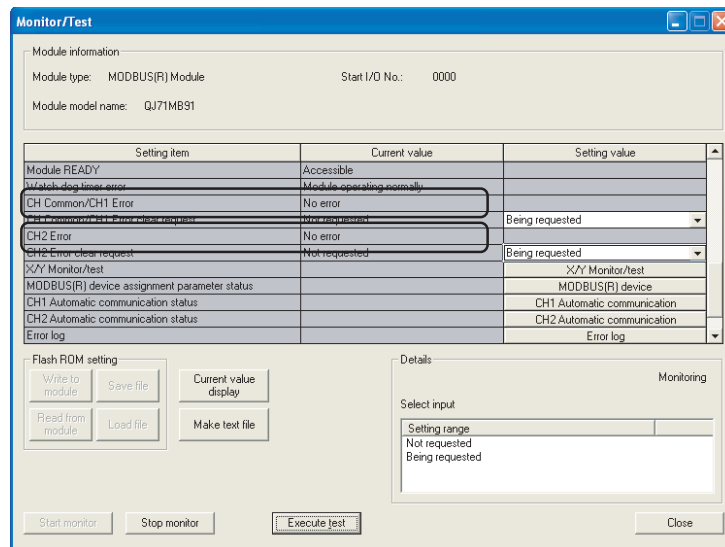 Monitor/Test
Module information
Module type: MODBUS(R) Module Start I/O No.: 0000
Module model name: QJ71MB91
Setting item Current value Setting value
Module READY Accessible
Watch dog timer error Module operating normally
CH Common/CH1 Error No error
CH Common/CH1 Error clear request Not requested Being requested
CH2 Error No error
CH2 Error clear request Not requested Being requested
X/Y Monitor/test X/Y Monitor/test
MODBUS(R) device assignment parameter status MODBUS(R) device
CH1 Automatic communication status CH1 Automatic communication
CH2 Automatic communication status CH2 Automatic communication
Error log Error log
Flash ROM setting
Write to
module
Save file
Current value
display
Read from
module
Load file
Make text file
Details
Monitoring
Select input
Setting range
Not requested
Being requested
Start monitor Stop monitor Execute test Close